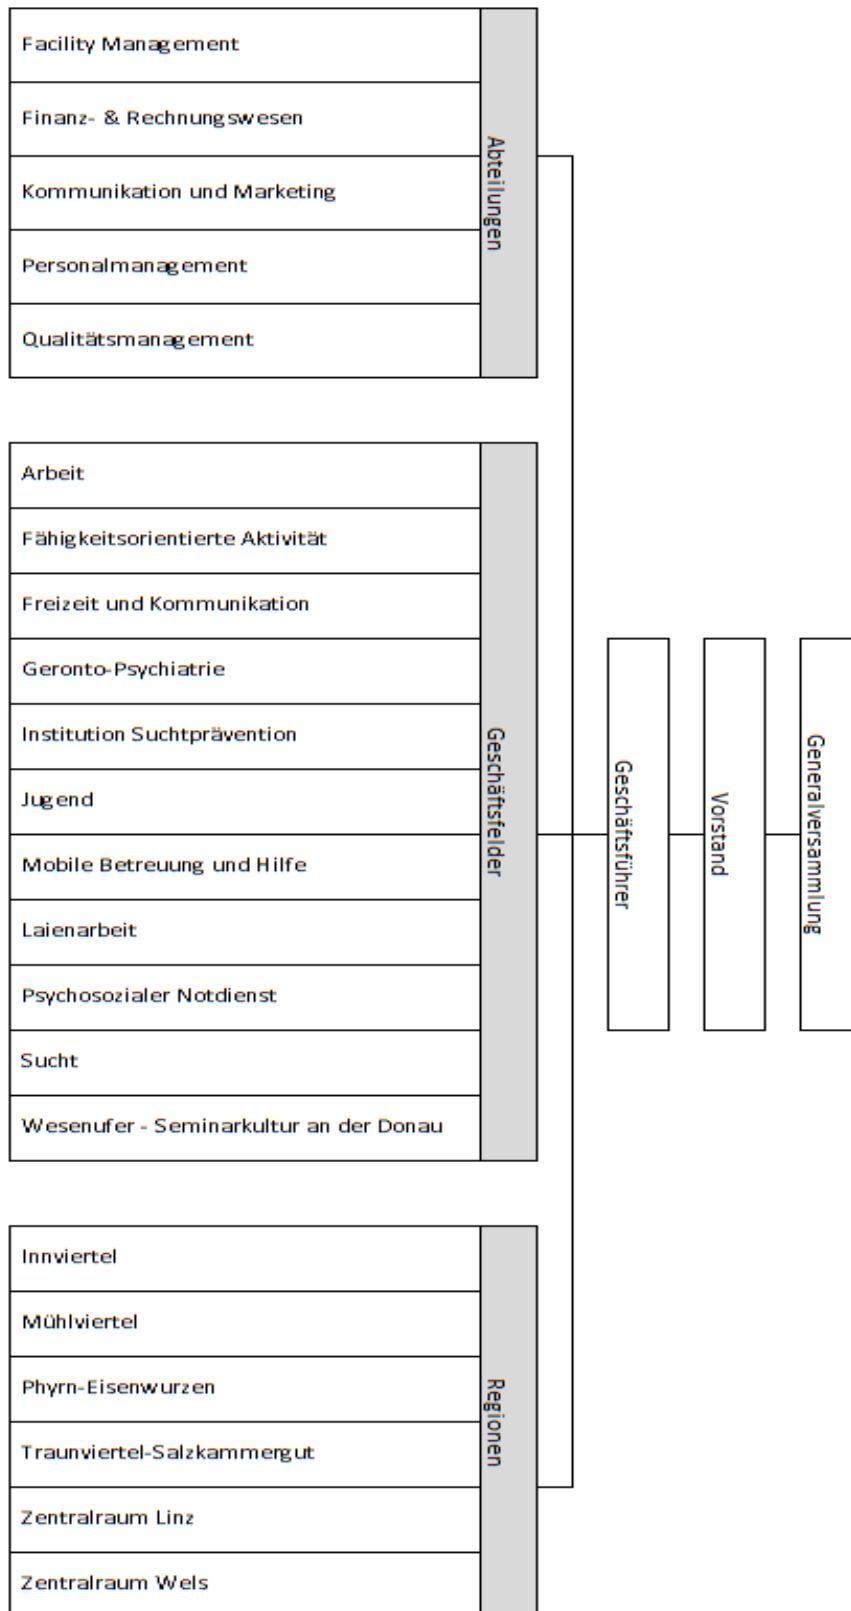 Facility Management
Finanz- & Rechnungswesen
Kommunikation und Marketing
Personalmanagement
Qualitätsmanagement
Abteilungen
Arbeit
Fähigkeitsorientierte Aktivität
Freizeit und Kommunikation
Geronto-Psychiatrie
Institution Suchtprävention
Jugend
Mobile Betreuung und Hilfe
Laienarbeit
Psychosozialer Notdienst
Sucht
Wesenufer - Seminarkultur an der Donau
Geschäftsfelder
Innviertel
Mühlviertel
Phyrn-Eisenwurzen
Traunviertel-Salzkammergut
Zentralraum Linz
Zentralraum Wels
Regionen
Geschäftsführer
Vorstand
Generalversammlung